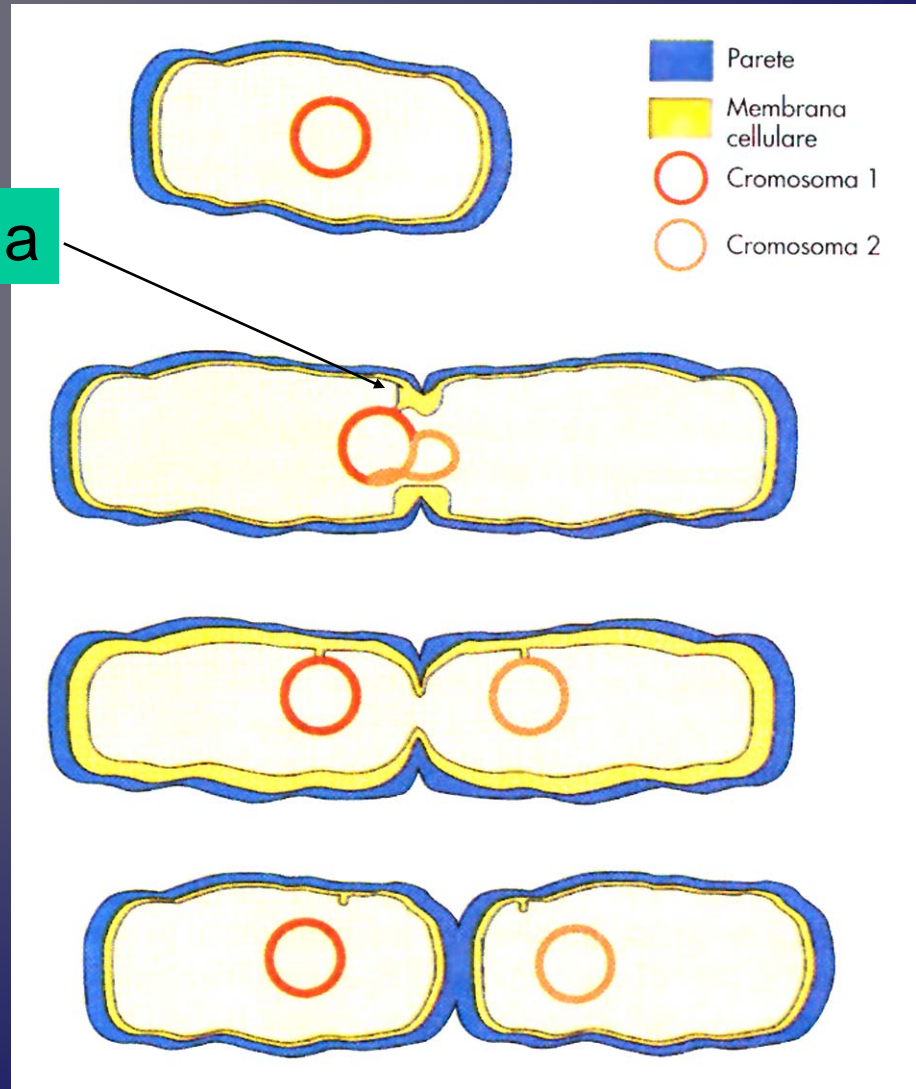 Parete
Membrana
cellulare
Cromosoma 1
Cromosoma 2
a